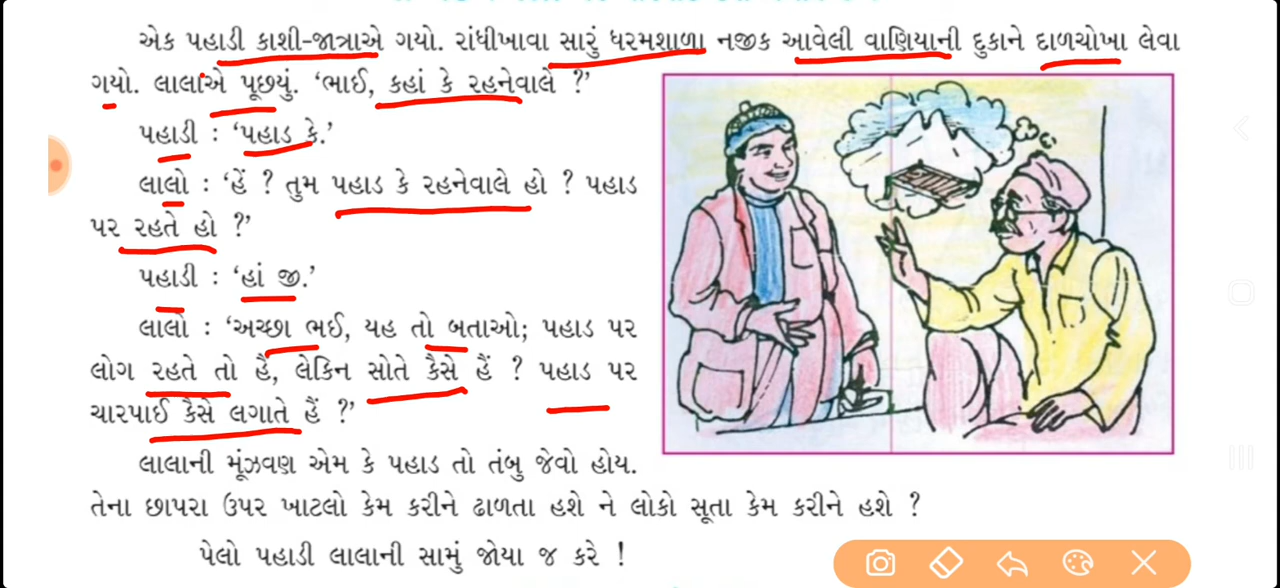 એક પહાડી કાશી-જાત્રાએ ગયો. રાંધીખાવા સારું ધરમશાળા નજીક આવેલી વાણિયાની દુકાને દાળચોખા લેવા
ગયો. લાલાએ પૂછયું. ‘ભાઈ, કહાં કે રહનેવાલે ?’
પહાડી : ‘પહાડ કે.’
લાલો : ‘હેં ? તુમ પહાડ કે રહનેવાલે હો ? પહાડ
પર રહતે હો ?’
પહાડી : ‘હાં જી.’
લાલો : ‘અચ્છા ભઈ, યહ તો બતાઓ; પહાડ પર
લોગ રહતે તો હૈ, લેકિન સોતે કૈસે હૈં ? પહાડ પર
ચારપાઈ કૈસે લગાતે હૈં ?’
લાલાની મૂંઝવણ એમ કે પહાડ તો તંબુ જેવો હોય.
તેના છાપરા ઉપર ખાટલો કેમ કરીને ઢાળતા હશે ને લોકો સૂતા કેમ કરીને હશે ?
પેલો પહાડી લાલાની સામું જોયા જ કરે !